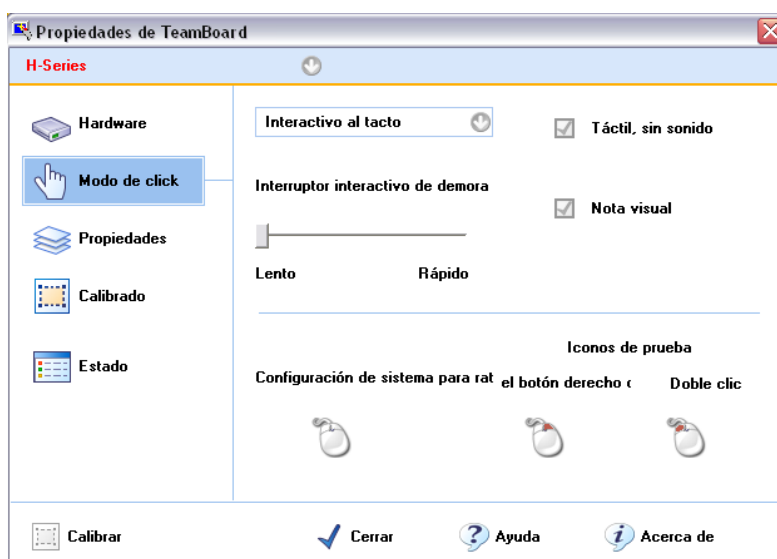 Propiedades de TeamBoard
H-Series
Hardware
Modo de click
Propiedades
Calibrado
Estado
Interactivo al tacto
Táctil, sin sonido
Interruptor interactivo de demora
Nota visual
Lento Rápido
Iconos de prueba
Configuración de sistema para rat el botón derecho c Doble clic
Calibrar Cerrar Ayuda Acerca de